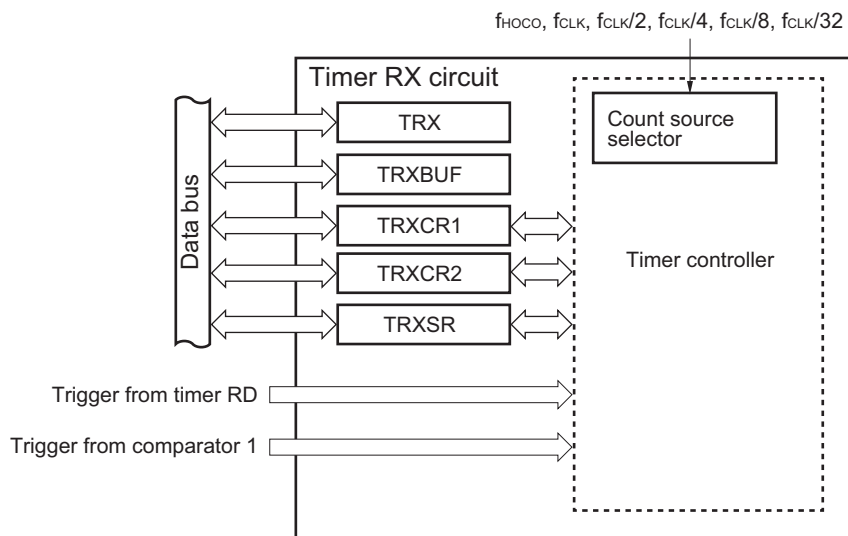 fHOCO, fCLK, fCLK/2, fCLK/4, fCLK/8, fCLK/32
Timer RX circuit
Data bus
TRX
TRXBUF
TRXCR1
TRXCR2
TRXSR
Count source
selector
Timer controller
Trigger from timer RD
Trigger from comparator 1